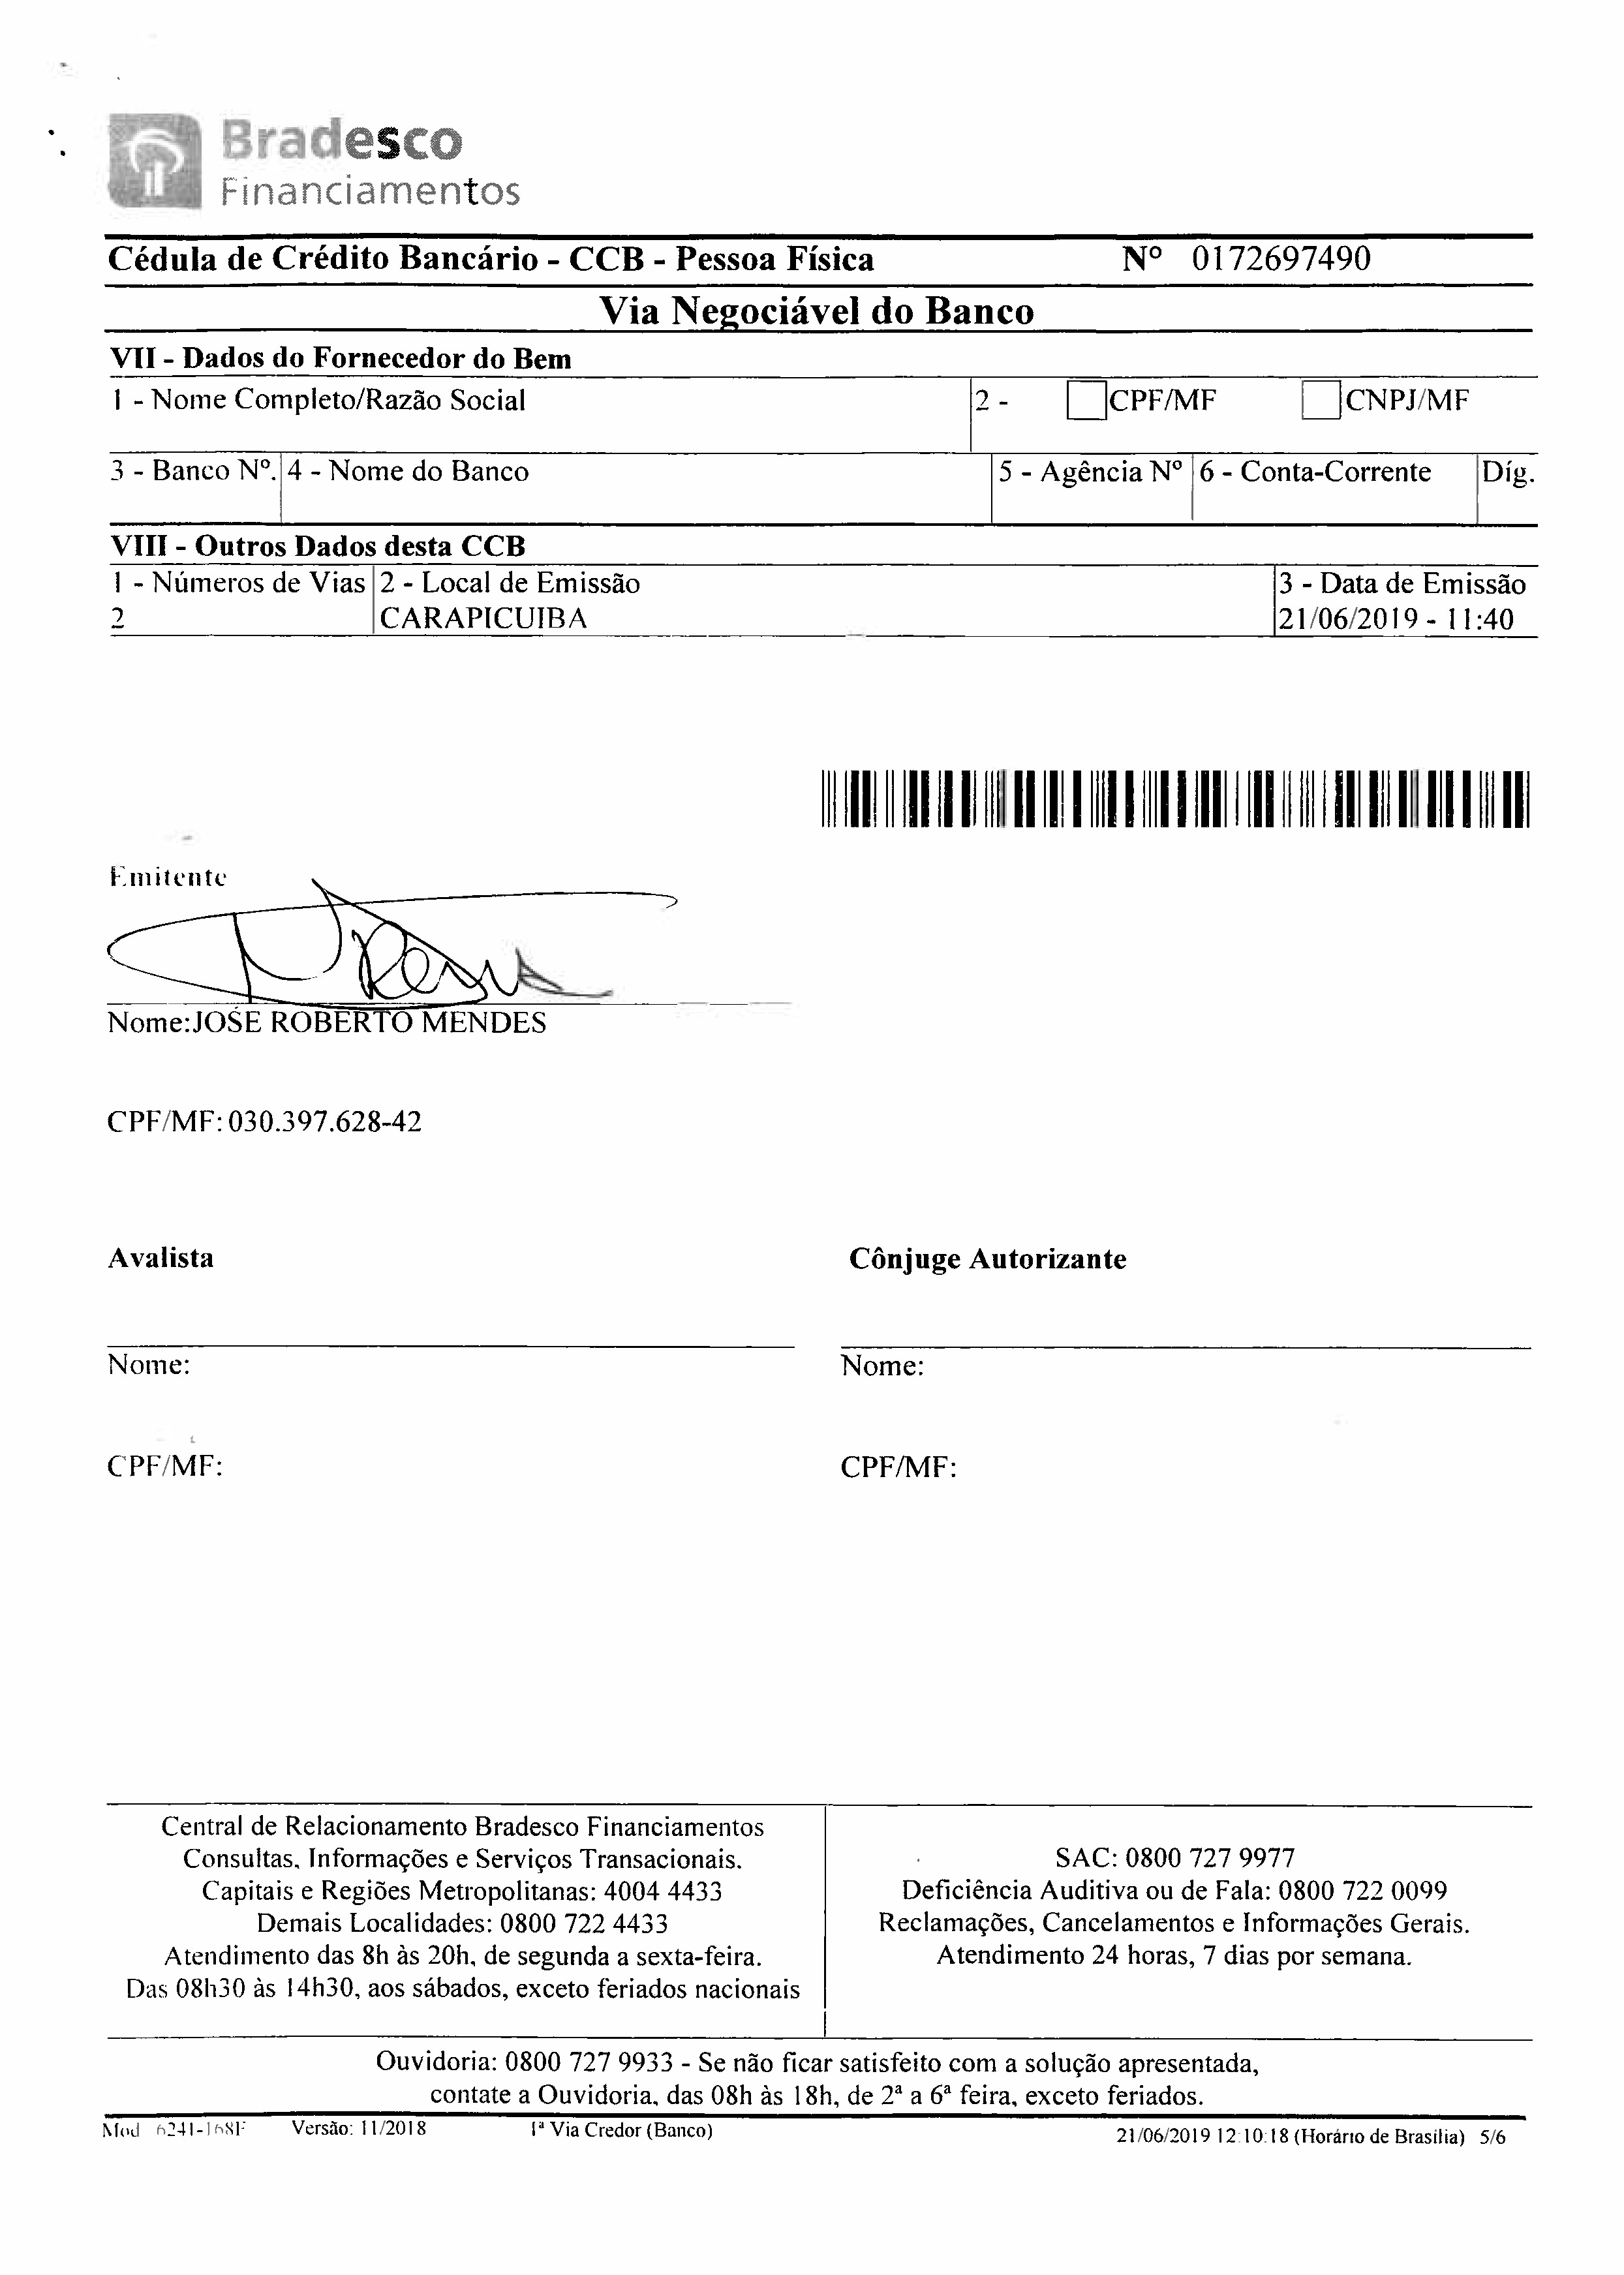 Bradesco
Financiamentos
Cédula de Crédito Bancário - CCB - Pessoa Física Nº 0172697490
Via Negociável do Banco
VII - Dados do Fornecedor do Bem
1 - Nome Completo/Razão Social 2 - CPF/MF CNPJ/MF
3 - Banco Nº. 4 - Nome do Banco 5 - Agência Nº 6 - Conta-Corrente Díg.
VIII - Outros Dados desta CCB
1 - Números de Vias 2 - Local de Emissão 3 - Data de Emissão
2 CARAPICUIBA 21/06/2019 - 11:40
Emitente
Nome:JOSE ROBERTO MENDES
CPF/MF: 030.397.628-42
Avalista Cônjuge Autorizante
Nome: Nome:
CPF/MF: CPF/MF:
Central de Relacionamento Bradesco Financiamentos
Consultas, Informações e Serviços Transacionais.
Capitais e Regiões Metropolitanas: 4004 4433
Demais Localidades: 0800 722 4433
Atendimento das 8h às 20h, de segunda a sexta-feira.
Das 08h30 às 14h30, aos sábados, exceto feriados nacionais
SAC: 0800 727 9977
Deficiência Auditiva ou de Fala: 0800 722 0099
Reclamações, Cancelamentos e Informações Gerais.
Atendimento 24 horas, 7 dias por semana.
Ouvidoria: 0800 727 9933 - Se não ficar satisfeito com a solução apresentada,
contate a Ouvidoria, das 08h às 18h, de 2ª a 6ª feira, exceto feriados.
Mod 6241-168F Versão: 11/2018 1ª Via Credor (Banco) 21/06/2019 12:10:18 (Horário de Brasília) 5/6